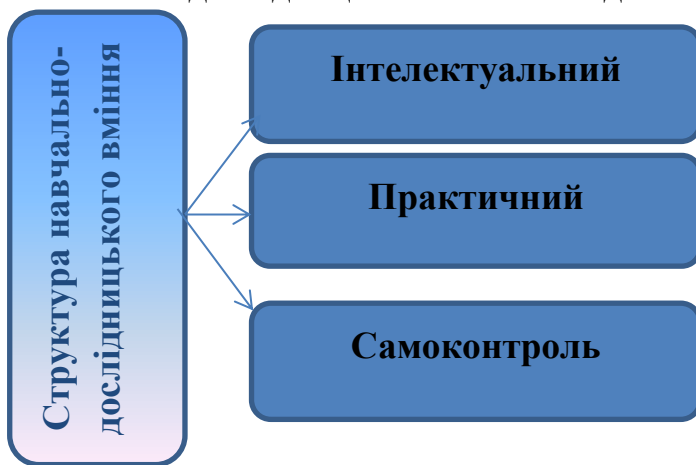 Структура навчально-
дослідницького вміння
Інтелектуальний
Практичний
Самоконтроль